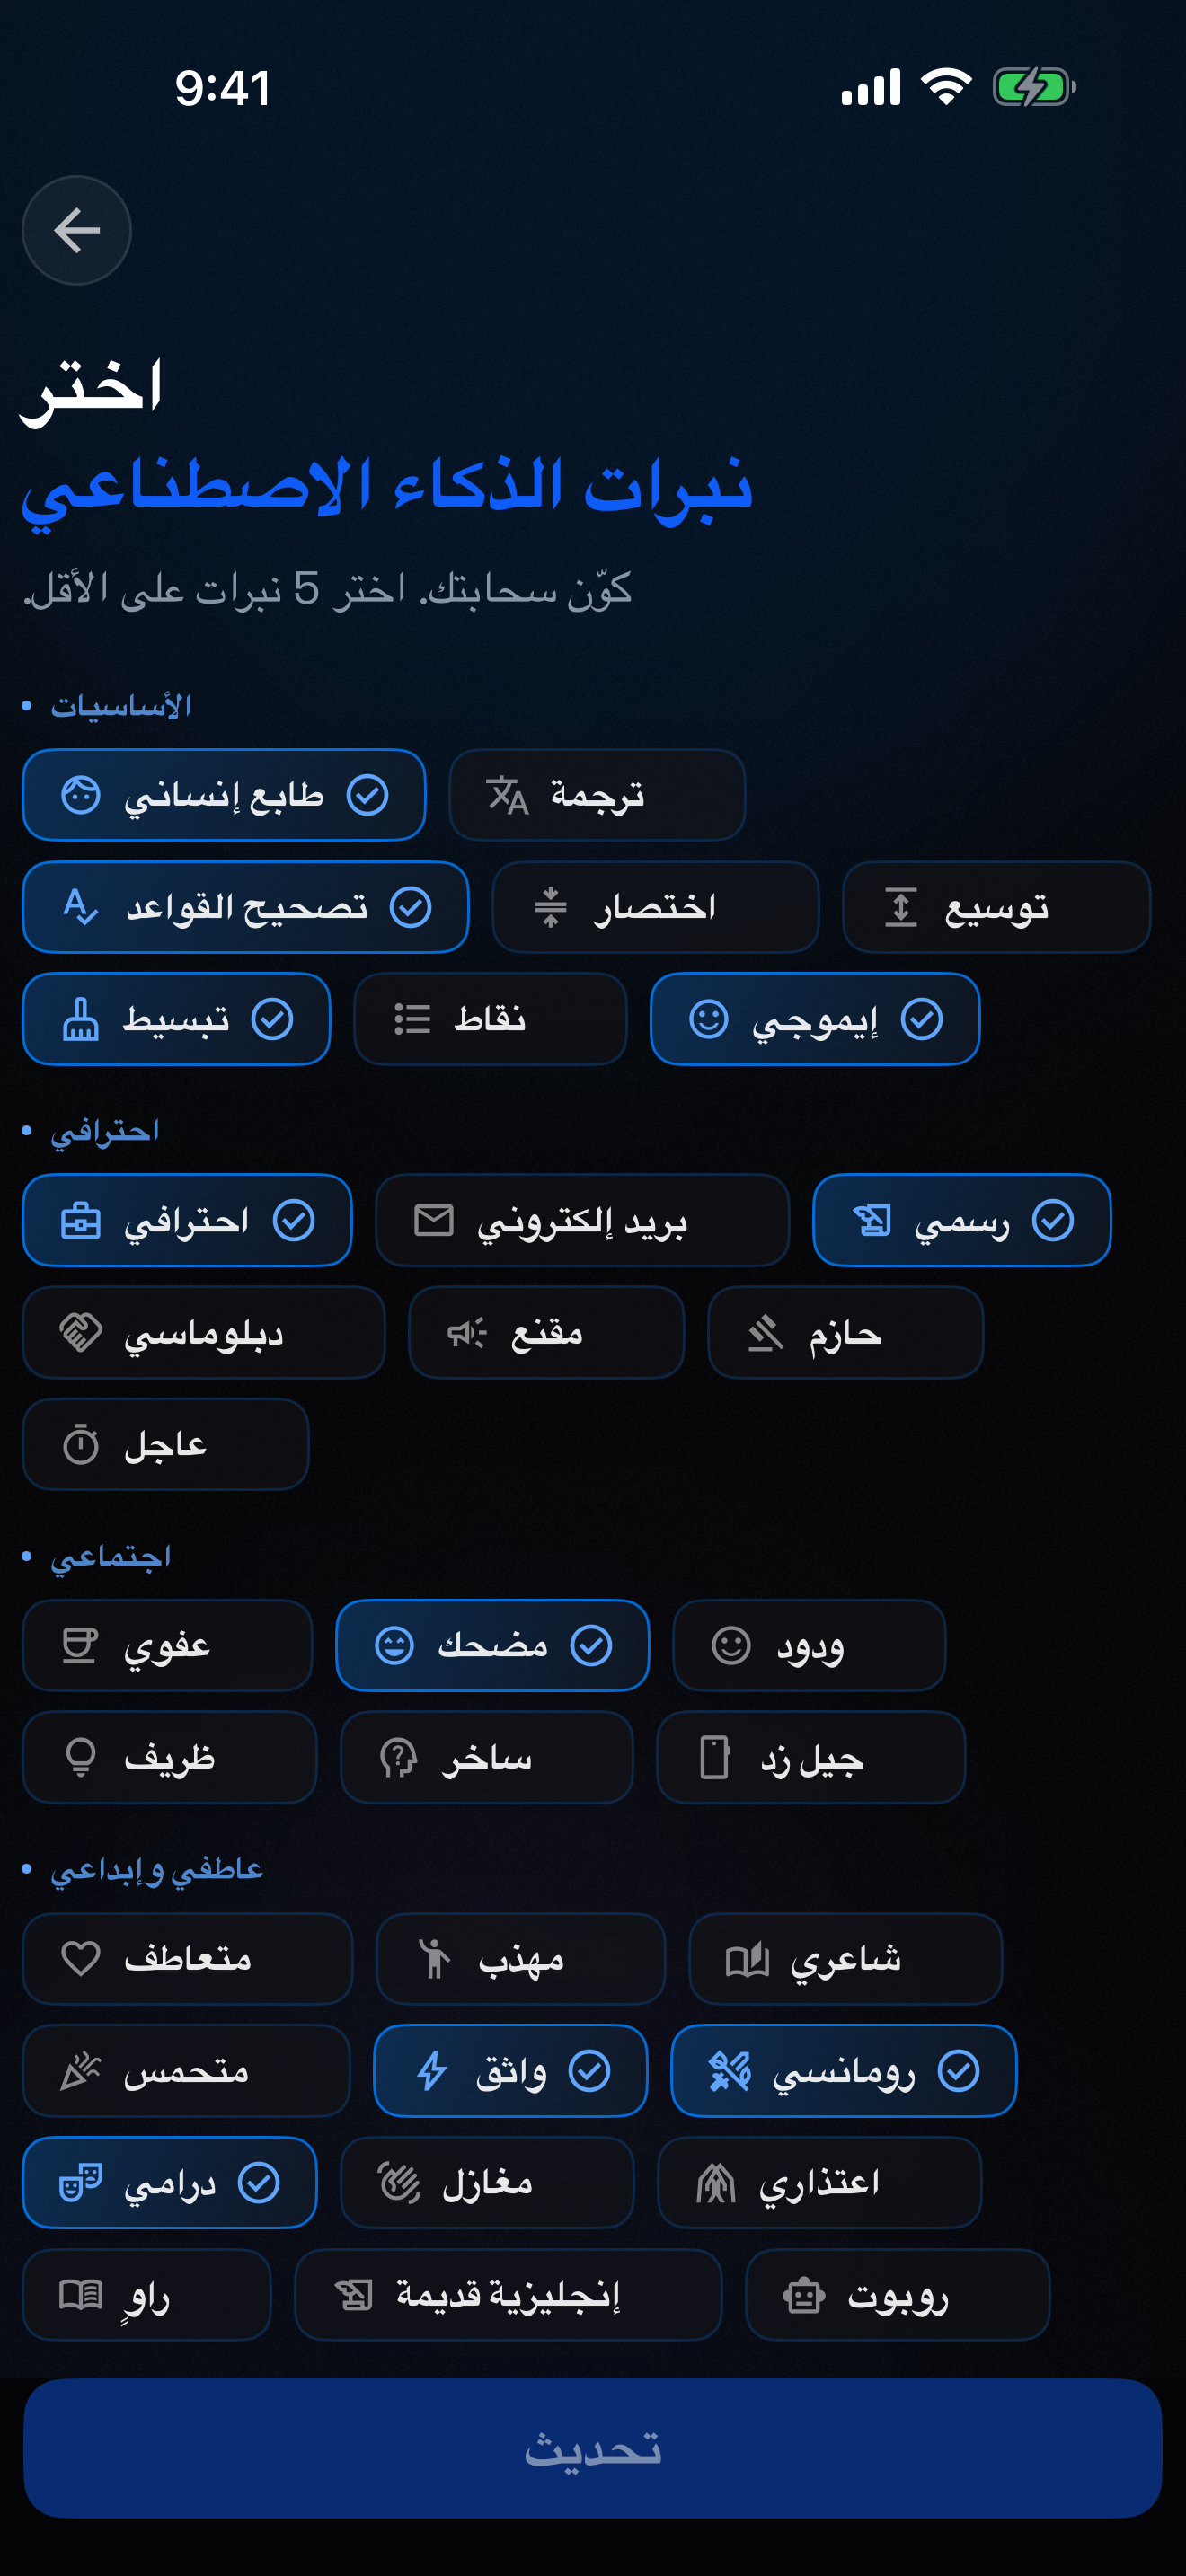 9:41
اختر
نبرات الذكاء الاصطناعي
كوّن سحابتك. اختر 5 نبرات على الأقل.
• الأساسيات
طابع إنساني
ترجمة
تصحيح القواعد
اختصار
توسيع
تبسيط
نقاط
إيموجي
• احترافي
احترافي
بريد إلكتروني
رسمي
دبلوماسي
مقنع
حازم
عاجل
• اجتماعي
عفوي
مضحك
ودود
ظريف
ساخر
جيل زد
• عاطفي وإبداعي
متعاطف
مهذب
شاعري
متحمس
واثق
رومانسي
درامي
مغازل
اعتذاري
راوٍ
إنجليزية قديمة
روبوت
تحديث